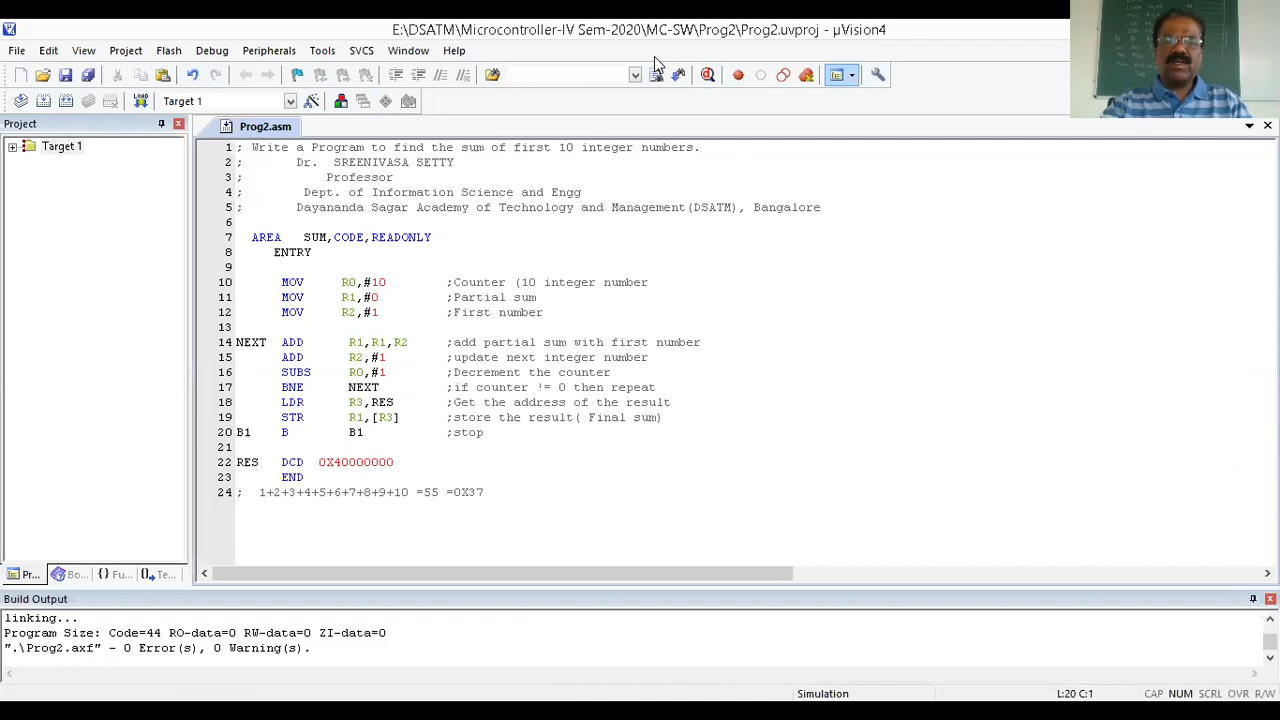 E:\DSATM\Microcontroller-IV Sem-2020\MC-SW\Prog2\Prog2.uvproj - µVision4
File Edit View Project Flash Debug Peripherals Tools SVCS Window Help
LOAD Target 1
Project
Prog2.asm
Target 1
1 ; Write a Program to find the sum of first 10 integer numbers.
2 ; Dr. SREENIVASA SETTY
3 ; Professor
4 ; Dept. of Information Science and Engg
5 ; Dayananda Sagar Academy of Technology and Management(DSATM), Bangalore
6
7 AREA SUM,CODE,READONLY
8 ENTRY
9
10 MOV R0,#10 ;Counter (10 integer number
11 MOV R1,#0 ;Partial sum
12 MOV R2,#1 ;First number
13
14 NEXT ADD R1,R1,R2 ;add partial sum with first number
15 ADD R2,#1 ;update next integer number
16 SUBS R0,#1 ;Decrement the counter
17 BNE NEXT ;if counter != 0 then repeat
18 LDR R3,RES ;Get the address of the result
19 STR R1,[R3] ;store the result( Final sum)
20 B1 B B1 ;stop
21
22 RES DCD 0X40000000
23 END
24 ; 1+2+3+4+5+6+7+8+9+10 =55 =0X37
Pr... Bo... {} Fu... Te...
Build Output
linking...
Program Size: Code=44 RO-data=0 RW-data=0 ZI-data=0
".\Prog2.axf" - 0 Error(s), 0 Warning(s).
Simulation L:20 C:1 CAP NUM SCRL OVR R/W